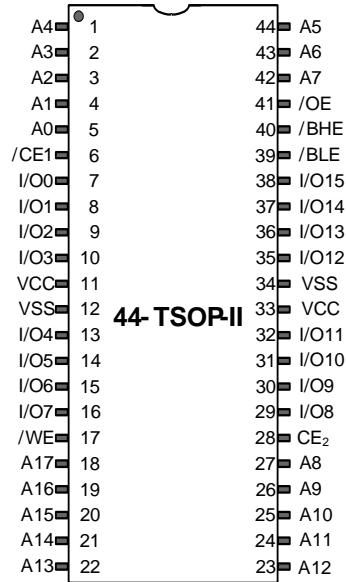 A4 1 44 A5
A3 2 43 A6
A2 3 42 A7
A1 4 41 /OE
A0 5 40 /BHE
/CE1 6 39 /BLE
I/O0 7 38 I/O15
I/O1 8 37 I/O14
I/O2 9 36 I/O13
I/O3 10 35 I/O12
VCC 11 34 VSS
VSS 12 33 VCC
44-TSOP-II
I/O4 13 32 I/O11
I/O5 14 31 I/O10
I/O6 15 30 I/O9
I/O7 16 29 I/O8
/WE 17 28 CE₂
A17 18 27 A8
A16 19 26 A9
A15 20 25 A10
A14 21 24 A11
A13 22 23 A12